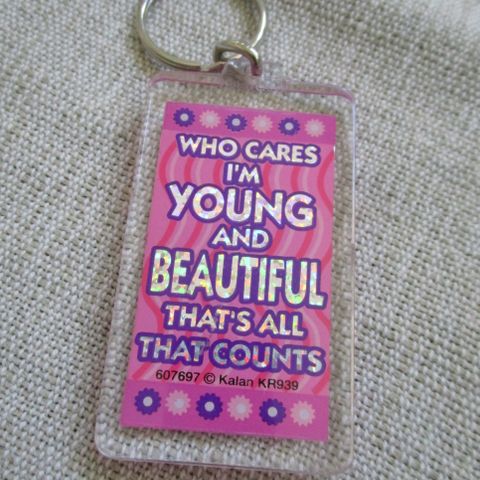 WHO CARES
I'M
YOUNG
AND
BEAUTIFUL
THAT'S ALL
THAT COUNTS
607697 © Kalan KR939